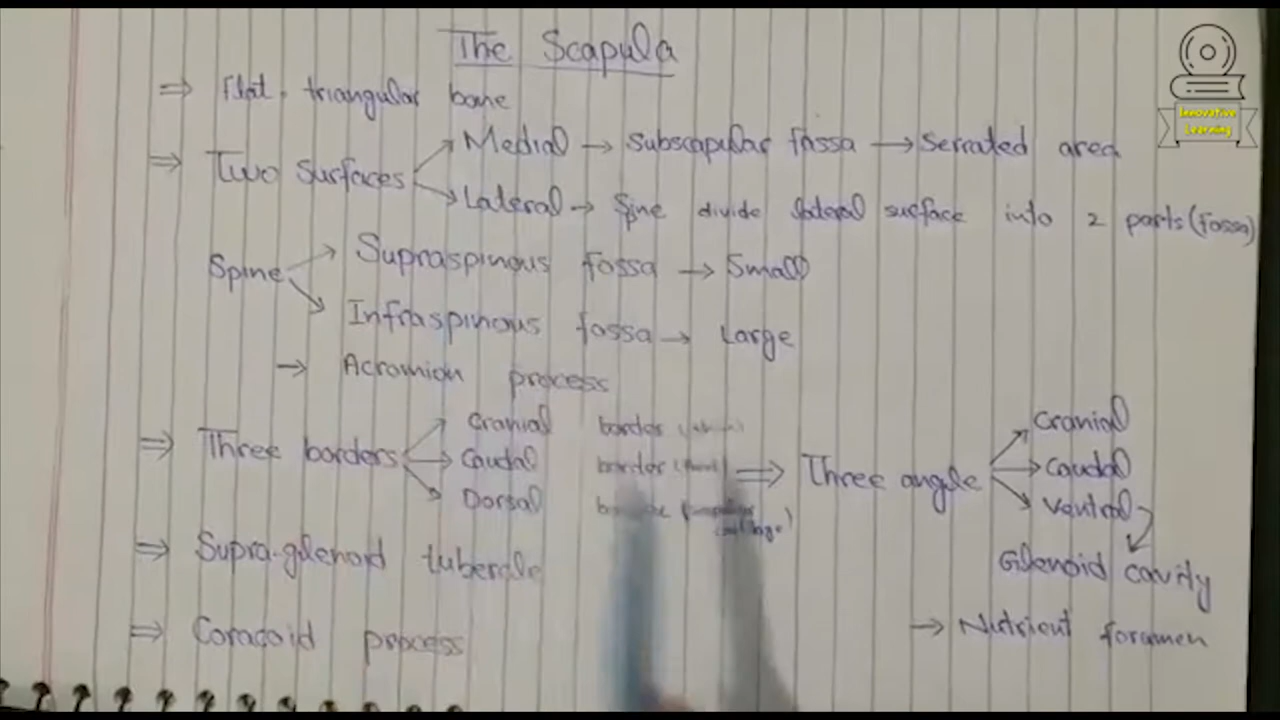 The Scapula
⇒ Flat, triangular bone
⇒ Two surfaces → Medial → Subscapular fossa → Serrated area
→ Lateral → Spine divide lateral surface into 2 parts (Fossa)
Spine → Supraspinous fossa → Small
→ Infraspinous fossa → Large
→ Acromion process
⇒ Three borders → Cranial border
→ Caudal border
→ Dorsal
⇒ Three angle → Cranial
→ Caudal
→ Ventral
Glenoid cavity
⇒ Supra-glenoid tubercle
⇒ Coracoid process
→ Nutrient foramen
Innovative
Learning